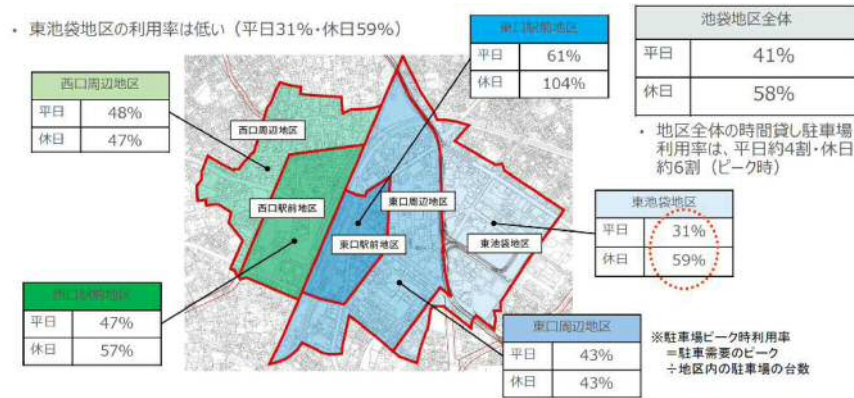 ・ 東池袋地区の利用率は低い（平日31%・休日59%）
東口駅前地区
平日 61%
休日 104%
池袋地区全体
平日 41%
休日 58%
・ 地区全体の時間貸し駐車場
利用率は、平日約4割・休日
約6割（ピーク時）
西口周辺地区
平日 48%
休日 47%
西口周辺地区
西口駅前地区
東口周辺地区
東口駅前地区
東池袋地区
東池袋地区
平日 31%
休日 59%
西口駅前地区
平日 47%
休日 57%
東口周辺地区
平日 43%
休日 43%
※駐車場ピーク時利用率
＝駐車需要のピーク
÷地区内の駐車場の台数